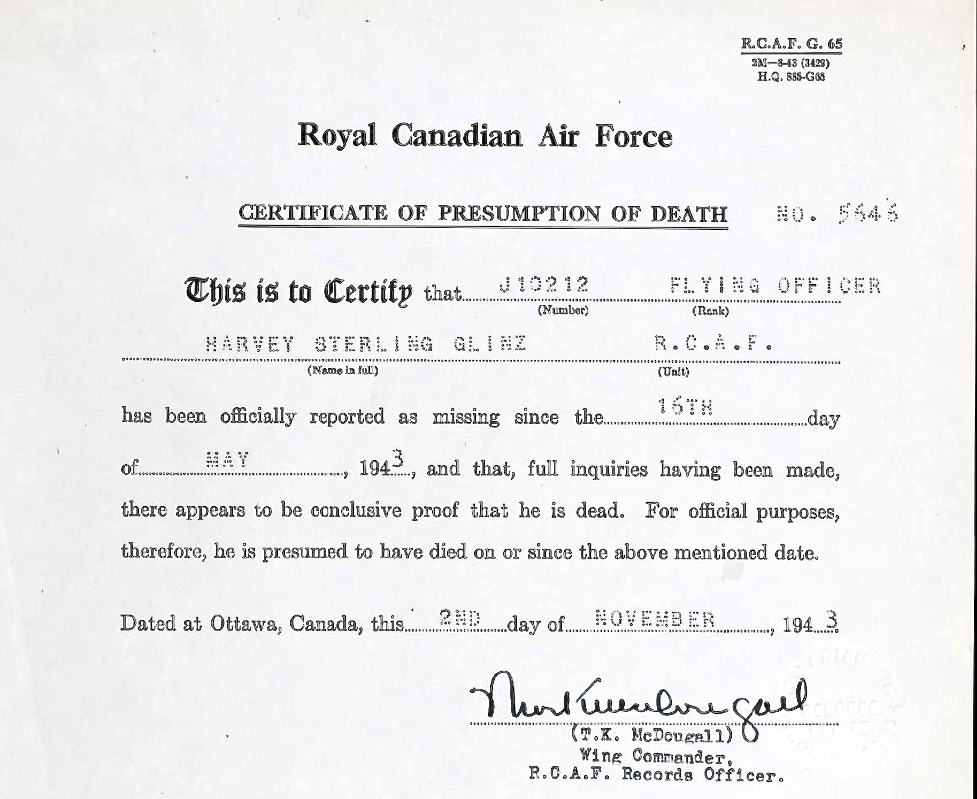 R.C.A.F. G. 65
2M—8-43 (3428)
H.Q. 885-G65
Royal Canadian Air Force
CERTIFICATE OF PRESUMPTION OF DEATH NO. 5646
This is to Certify that J10212 FLYING OFFICER
(Number) (Rank)
HARVEY STERLING GLINZ R.C.A.F.
(Name in full) (Unit)
has been officially reported as missing since the 16TH day
of MAY, 1943, and that, full inquiries having been made,
there appears to be conclusive proof that he is dead. For official purposes,
therefore, he is presumed to have died on or since the above mentioned date.
Dated at Ottawa, Canada, this 2ND day of NOVEMBER, 1943
(T.K. McDougall)
Wing Commander,
R.C.A.F. Records Officer.